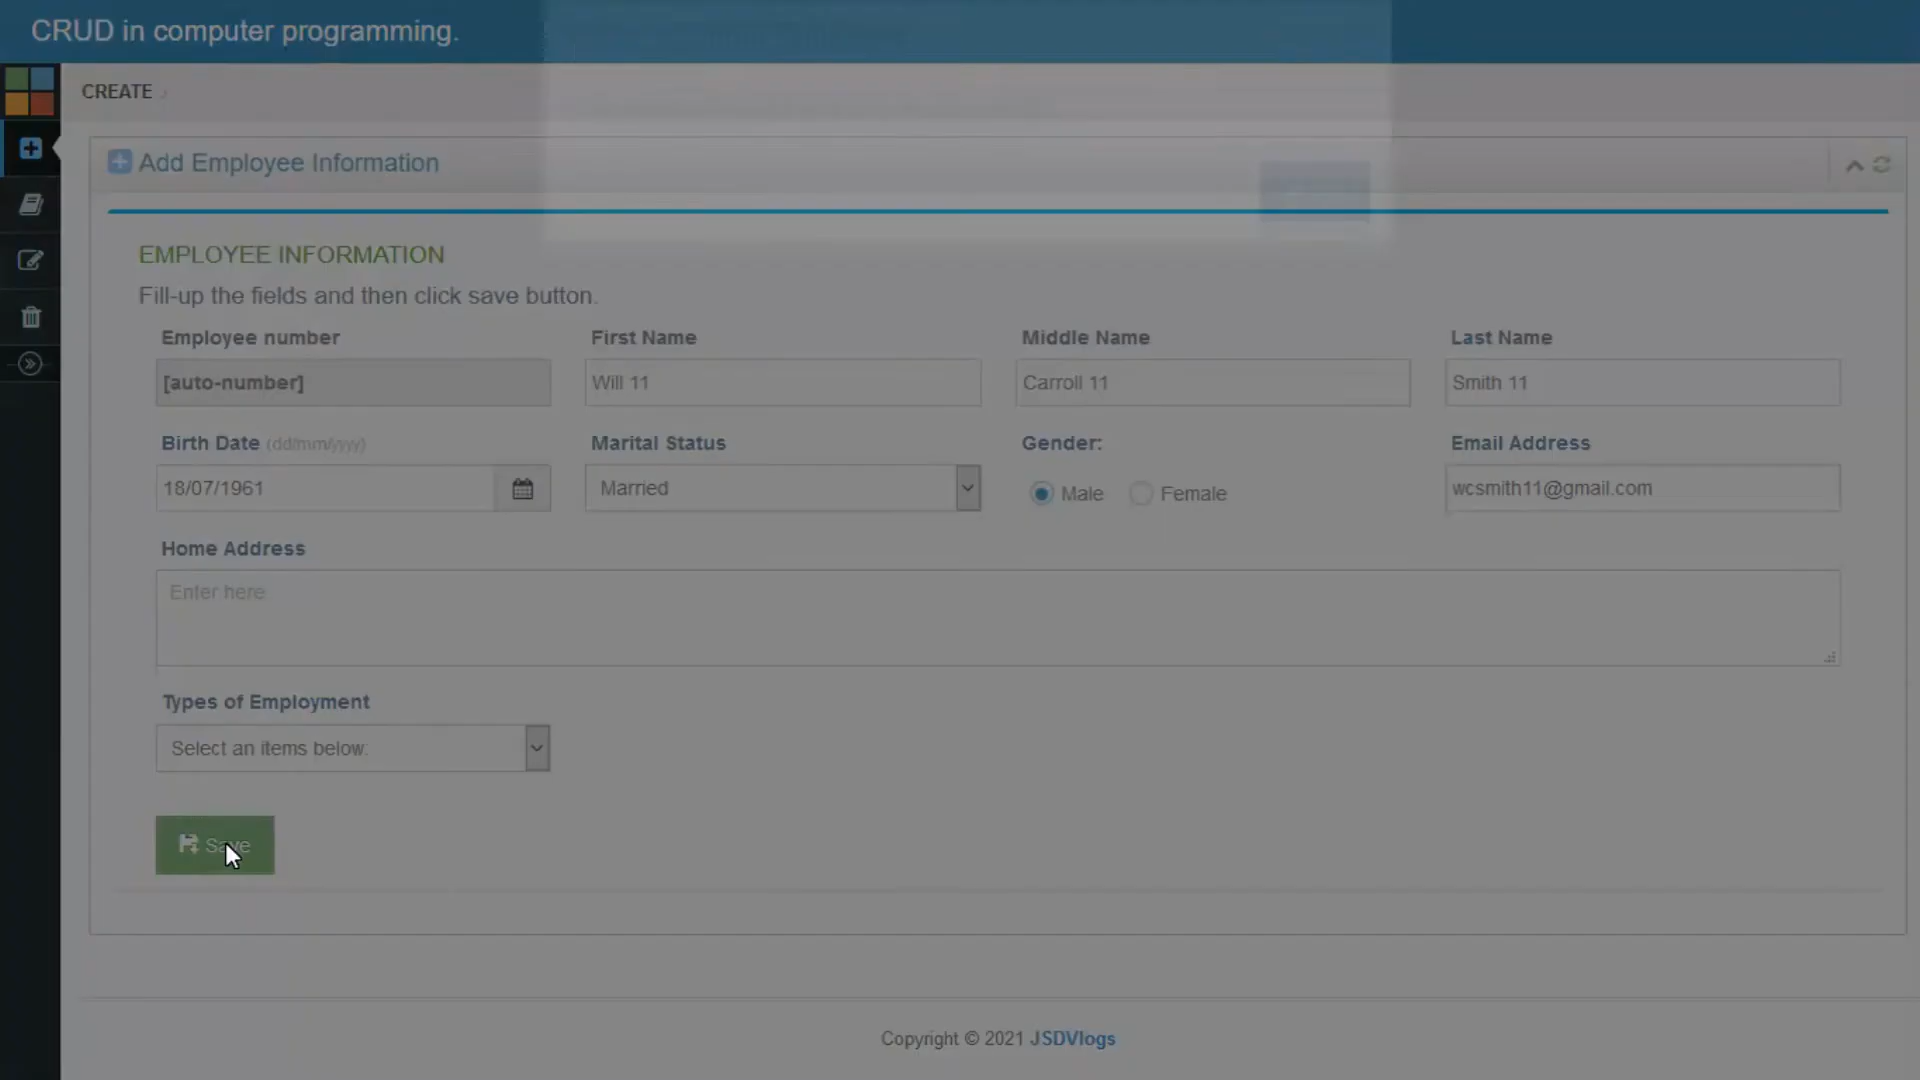 CRUD in computer programming.
CREATE
Add Employee Information
EMPLOYEE INFORMATION
Fill-up the fields and then click save button.
Employee number
First Name
Middle Name
Last Name
[auto-number]
Will 11
Carroll 11
Smith 11
Birth Date (dd/mm/yyyy)
Marital Status
Gender:
Email Address
18/07/1961
Married
Male
Female
wcsmith11@gmail.com
Home Address
Enter here
Types of Employment
Select an items below:
Save
Copyright © 2021 JSDVlogs